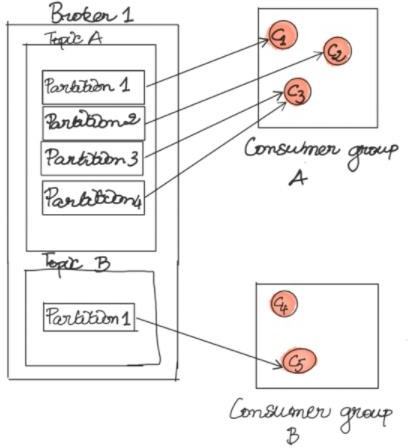 Broker 1
Topic A
Partition 1
Partition 2
Partition 3
Partition 4
C1
C2
C3
Consumer group
A
Topic B
Partition 1
C4
C5
Consumer group
B